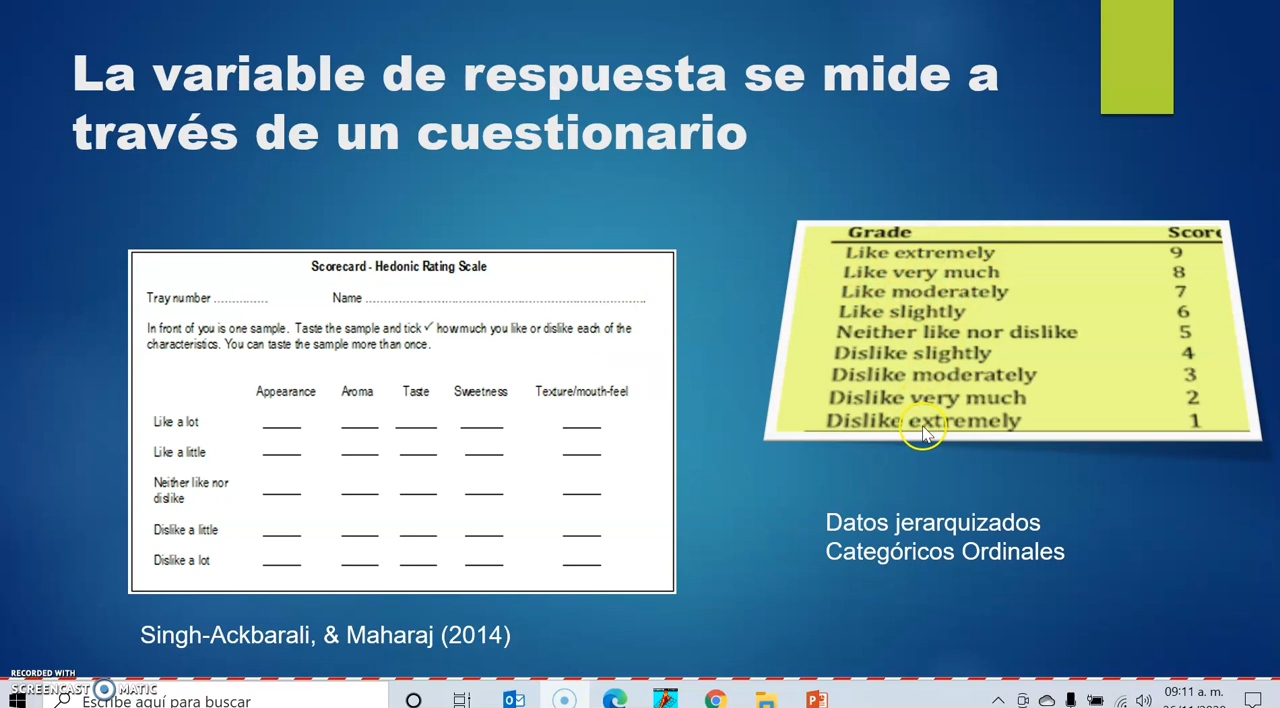 La variable de respuesta se mide a
través de un cuestionario
Scorecard - Hedonic Rating Scale
Tray number .............. Name ..........................................................................
In front of you is one sample. Taste the sample and tick ✓ how much you like or dislike each of the
characteristics. You can taste the sample more than once.
Appearance Aroma Taste Sweetness Texture/mouth-feel
Like a lot
Like a little
Neither like nor
dislike
Dislike a little
Dislike a lot
Singh-Ackbarali, & Maharaj (2014)
Grade Score
Like extremely 9
Like very much 8
Like moderately 7
Like slightly 6
Neither like nor dislike 5
Dislike slightly 4
Dislike moderately 3
Dislike very much 2
Dislike extremely 1
Datos jerarquizados
Categóricos Ordinales
RECORDED WITH
SCREENCAST MATIC
Escribe aquí para buscar
09:11 a. m.